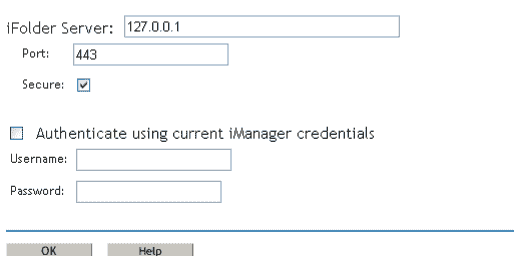 iFolder Server: 127.0.0.1
Port: 443
Secure:
Authenticate using current iManager credentials
Username:
Password:
OK Help